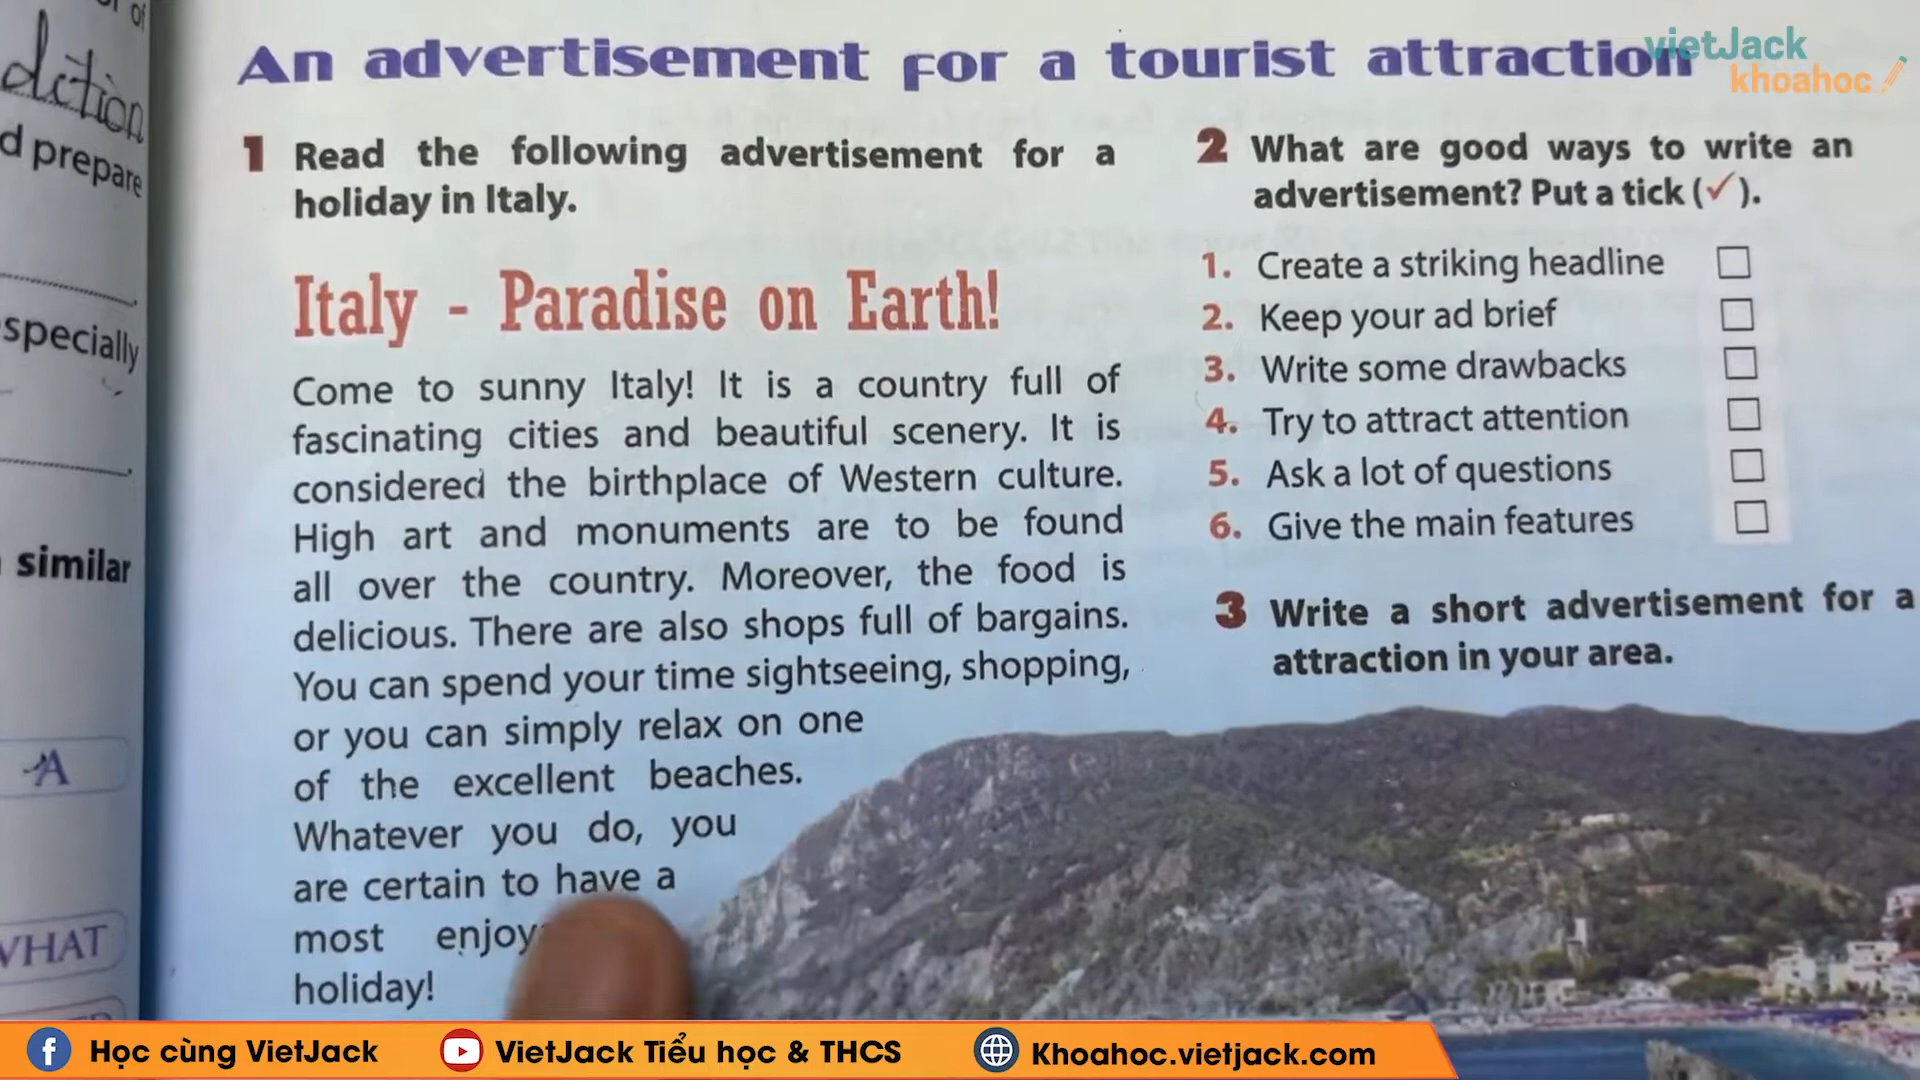 of
diction
d prepare
specially
similar
A
WHAT
An advertisement for a tourist attraction
vietJack
khoahoc
1 Read the following advertisement for a
holiday in Italy.
Italy - Paradise on Earth!
Come to sunny Italy! It is a country full of
fascinating cities and beautiful scenery. It is
considered the birthplace of Western culture.
High art and monuments are to be found
all over the country. Moreover, the food is
delicious. There are also shops full of bargains.
You can spend your time sightseeing, shopping,
or you can simply relax on one
of the excellent beaches.
Whatever you do, you
are certain to have a
most enjoy
holiday!
2 What are good ways to write an
advertisement? Put a tick (✓).
1. Create a striking headline
2. Keep your ad brief
3. Write some drawbacks
4. Try to attract attention
5. Ask a lot of questions
6. Give the main features
3 Write a short advertisement for a
attraction in your area.
Học cùng VietJack
VietJack Tiểu học & THCS
Khoahoc.vietjack.com